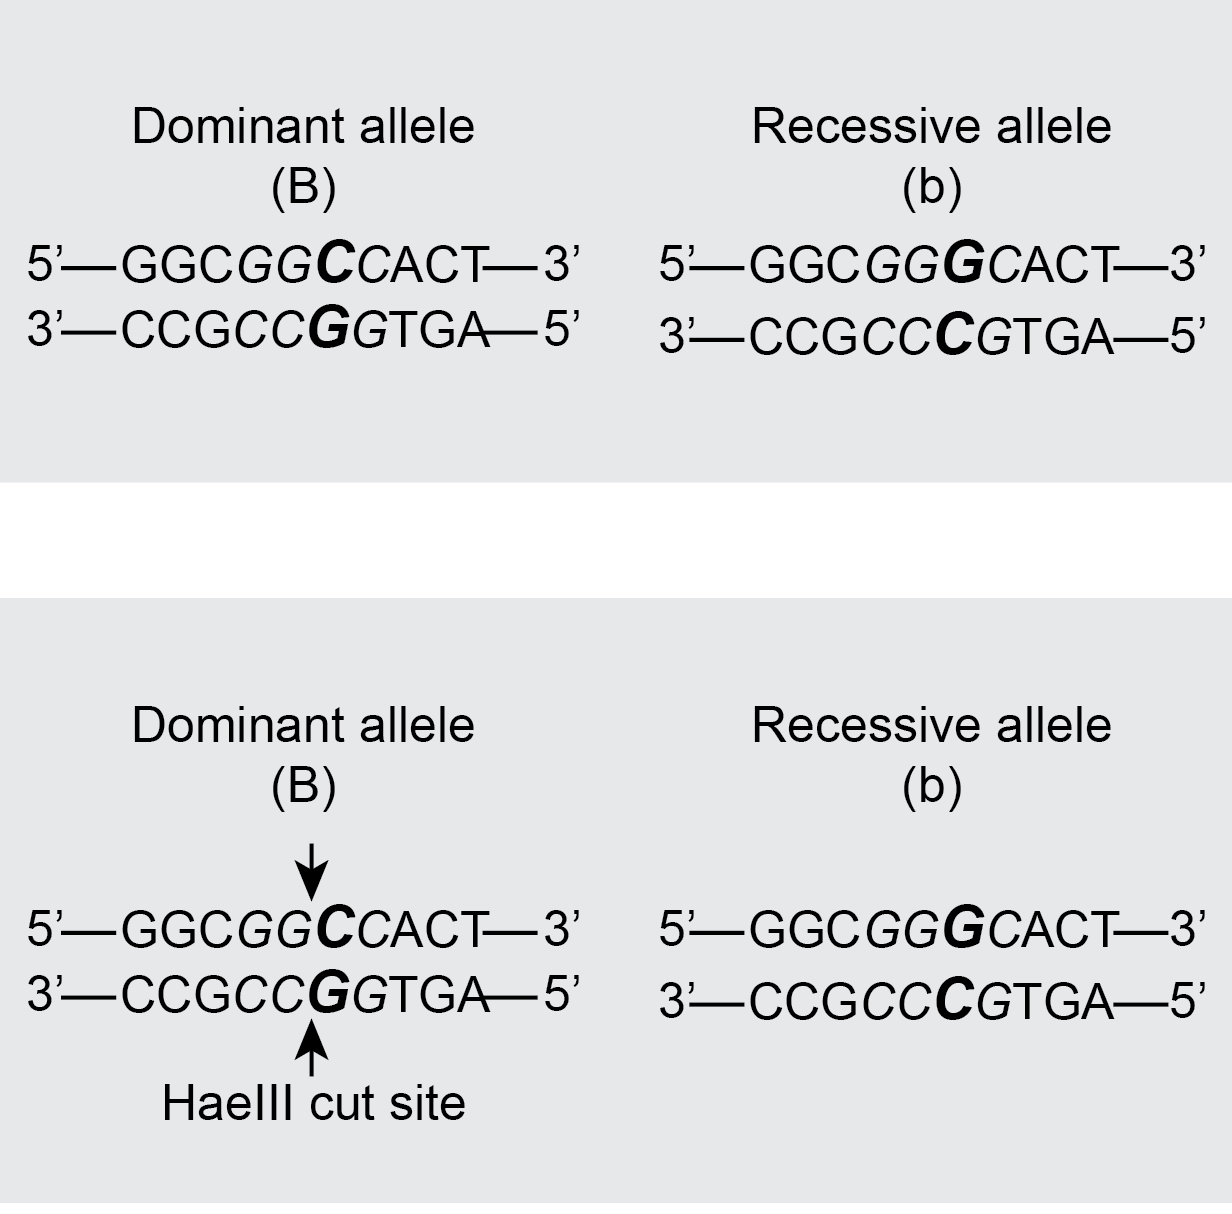 Dominant allele
(B)
5’—GGCGGCCACT—3’
3’—CCGCCGGTGA—5’
Recessive allele
(b)
5’—GGCGGGCACT—3’
3’—CCGCCCGTGA—5’
Dominant allele
(B)
5’—GGCGGCCACT—3’
3’—CCGCCGGTGA—5’
HaeIII cut site
Recessive allele
(b)
5’—GGCGGGCACT—3’
3’—CCGCCCGTGA—5’